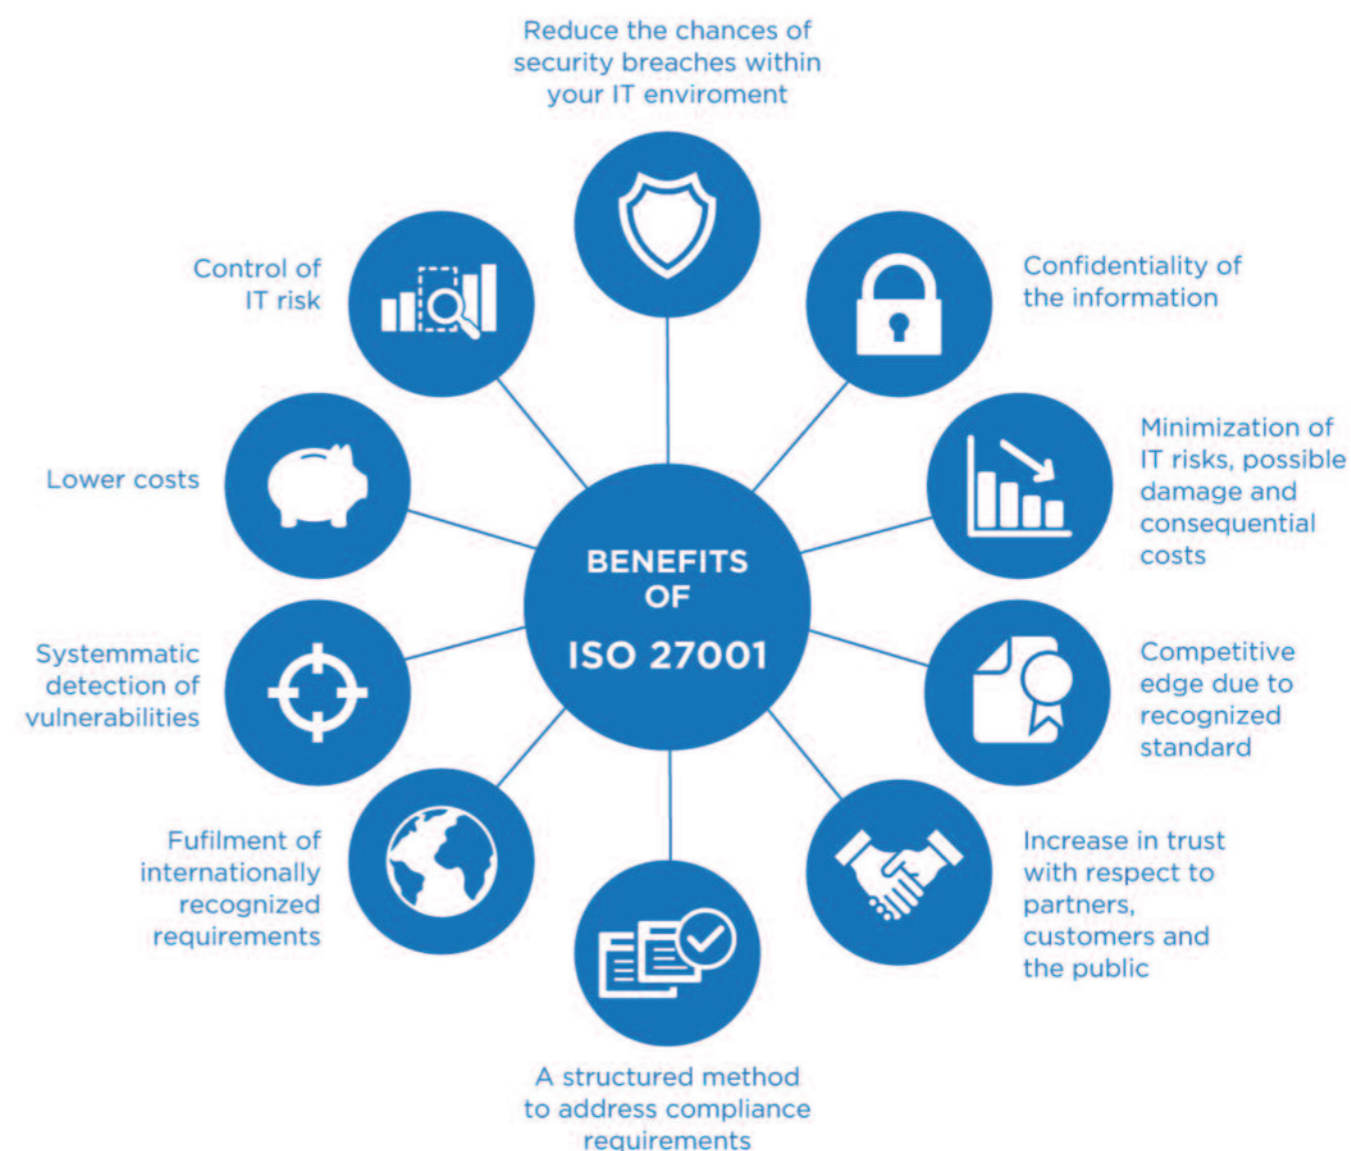 Reduce the chances of
security breaches within
your IT enviroment
Confidentiality of
the information
Minimization of
IT risks, possible
damage and
consequential
costs
Competitive
edge due to
recognized
standard
Increase in trust
with respect to
partners,
customers and
the public
A structured method
to address compliance
requirements
Fufilment of
internationally
recognized
requirements
Systemmatic
detection of
vulnerabilities
Lower costs
Control of
IT risk
BENEFITS
OF
ISO 27001